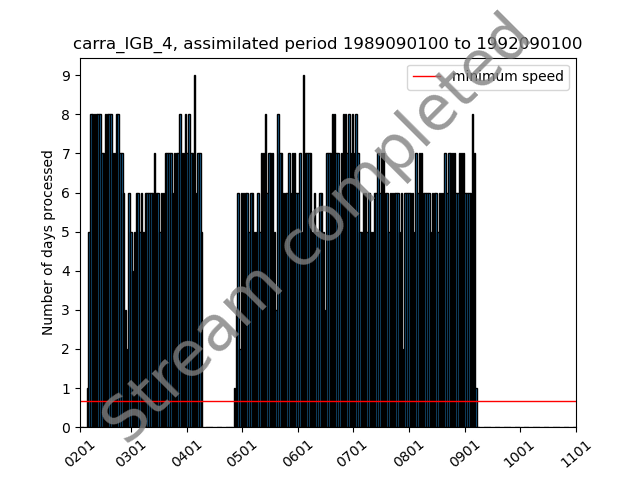 carra_IGB_4, assimilated period 1989090100 to 1992090100
minimum speed
Number of days processed
9
8
7
6
5
4
3
2
1
0
0201 0301 0401 0501 0601 0701 0801 0901 1001 1101
Stream completed